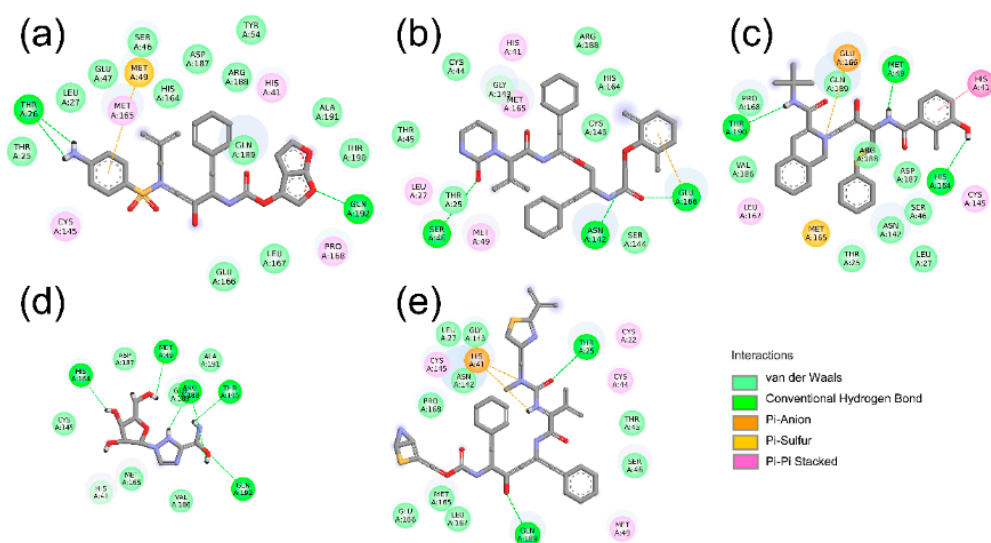 (a)
SER
A:46
TYR
A:54
GLU
A:47
MET
A:49
ASP
A:187
LEU
A:27
HIS
A:164
ARG
A:188
HIS
A:41
THR
A:26
MET
A:165
ALA
A:191
THR
A:25
GLN
A:189
THR
A:190
CYS
A:145
GLN
A:192
PRO
A:168
LEU
A:167
GLU
A:166
(b)
ARG
A:188
HIS
A:41
CYS
A:44
GLY
A:143
HIS
A:164
MET
A:165
THR
A:45
CYS
A:145
LEU
A:27
THR
A:25
GLU
A:166
SER
A:46
MET
A:49
ASN
A:142
SER
A:144
(c)
GLU
A:166
MET
A:49
GLN
A:189
HIS
A:41
PRO
A:168
THR
A:190
ARG
A:188
VAL
A:186
ASP
A:187
HIS
A:164
LEU
A:167
SER
A:46
CYS
A:145
MET
A:165
ASN
A:142
THR
A:25
LEU
A:27
(d)
MET
A:49
ASP
A:187
ALA
A:191
HIS
A:164
ARG
A:188
CYS
A:145
MET
A:165
HIS
A:41
VAL
A:186
GLN
A:192
(e)
LEU
A:27
GLY
A:143
THR
A:25
CYS
A:22
CYS
A:145
HIS
A:41
ASN
A:142
CYS
PRO
A:168
THR
A:45
SER
A:46
MET
A:165
GLU
A:166
LEU
A:167
GLN
A:189
MET
A:49
Interactions
van der Waals
Conventional Hydrogen Bond
Pi-Anion
Pi-Sulfur
Pi-Pi Stacked